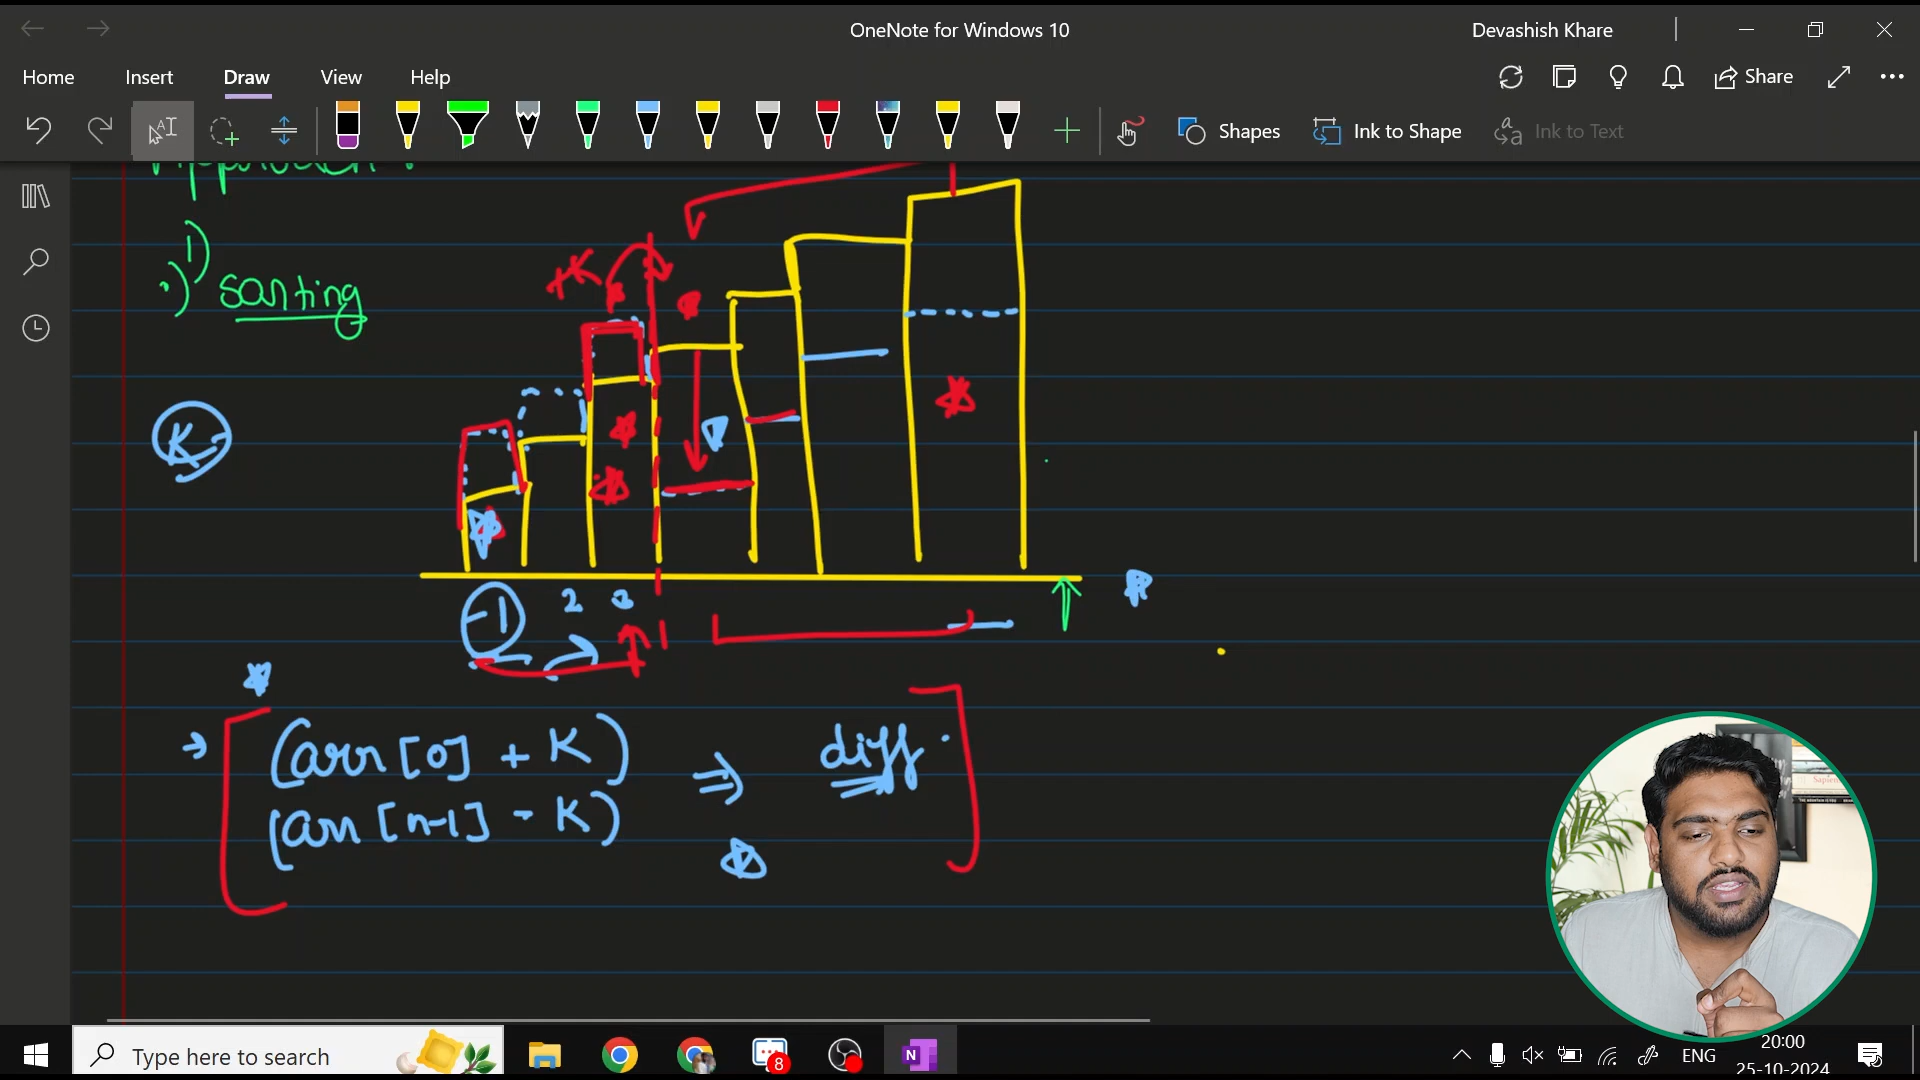 OneNote for Windows 10
Devashish Khare
Home Insert Draw View Help
Share
Shapes
Ink to Shape
Ink to Text
1)
santing
+K
K
-1 2 3
(arr[0] + K)
(arr[n-1] - K)
⇒ diff
Type here to search
8
N
ENG
20:00
25-10-2024